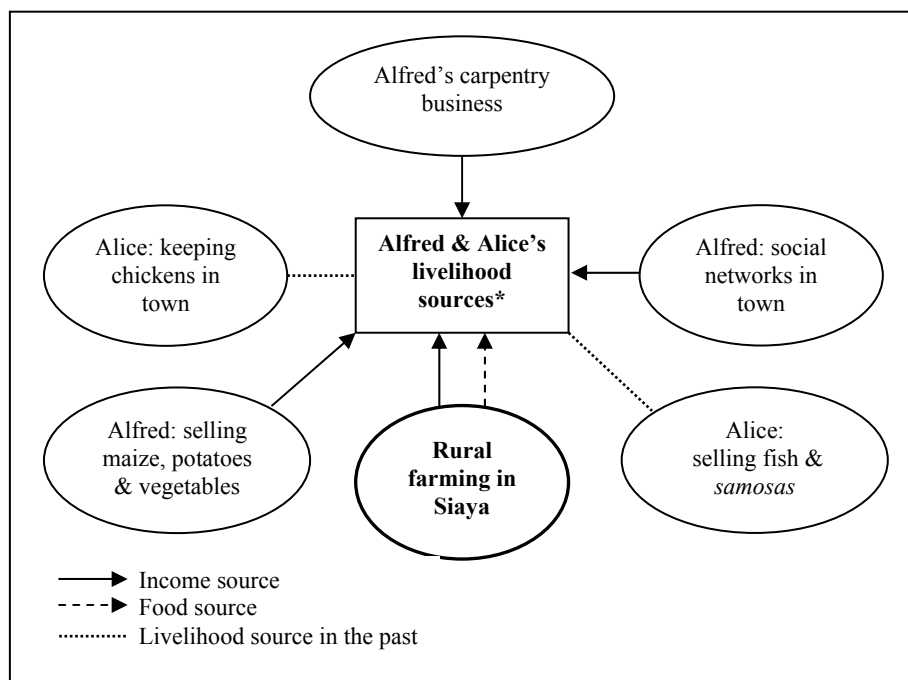 Alfred’s carpentry
business
Alice: keeping
chickens in
town
Alfred & Alice’s
livelihood
sources*
Alfred: social
networks in
town
Alfred: selling
maize, potatoes
& vegetables
Rural
farming in
Siaya
Alice:
selling fish &
samosas
Income source
Food source
Livelihood source in the past